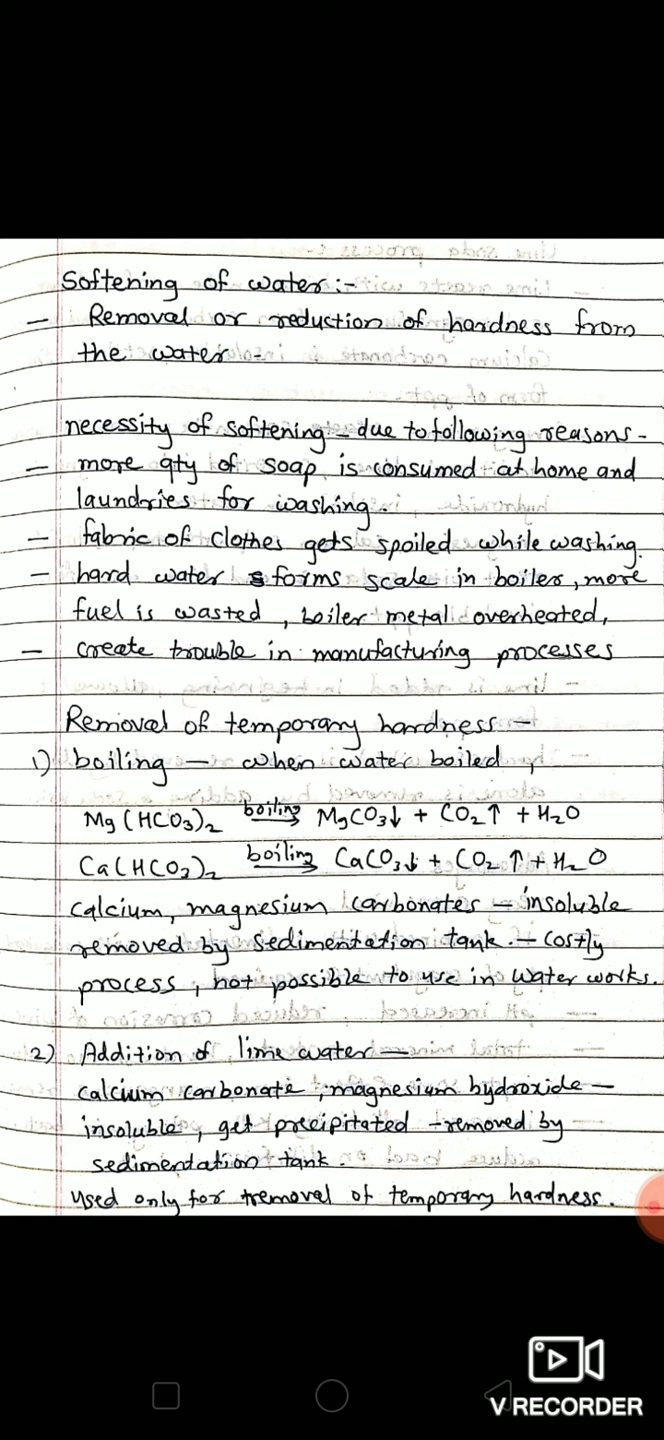 Softening of water :-
- Removal or reduction of hardness from
the water -
necessity of softening - due to following reasons -
- more qty of soap is consumed at home and
laundries for washing.
- fabric of clothes gets spoiled while washing.
- hard water forms scale in boiler, more
fuel is wasted, boiler metal overheated,
- create trouble in manufacturing processes
Removal of temporary hardness -
1) boiling - when water boiled,
Mg(HCO3)2 boiling→ MgCO3↓ + CO2↑ + H2O
Ca(HCO3)2 boiling→ CaCO3↓ + CO2↑ + H2O
calcium, magnesium carbonates - insoluble
removed by sedimentation tank. - costly
process, not possible to use in water works.
2) Addition of lime water -
calcium carbonate, magnesium hydroxide -
insoluble, get precipitated - removed by
sedimentation tank.
used only for removal of temporary hardness.
V RECORDER